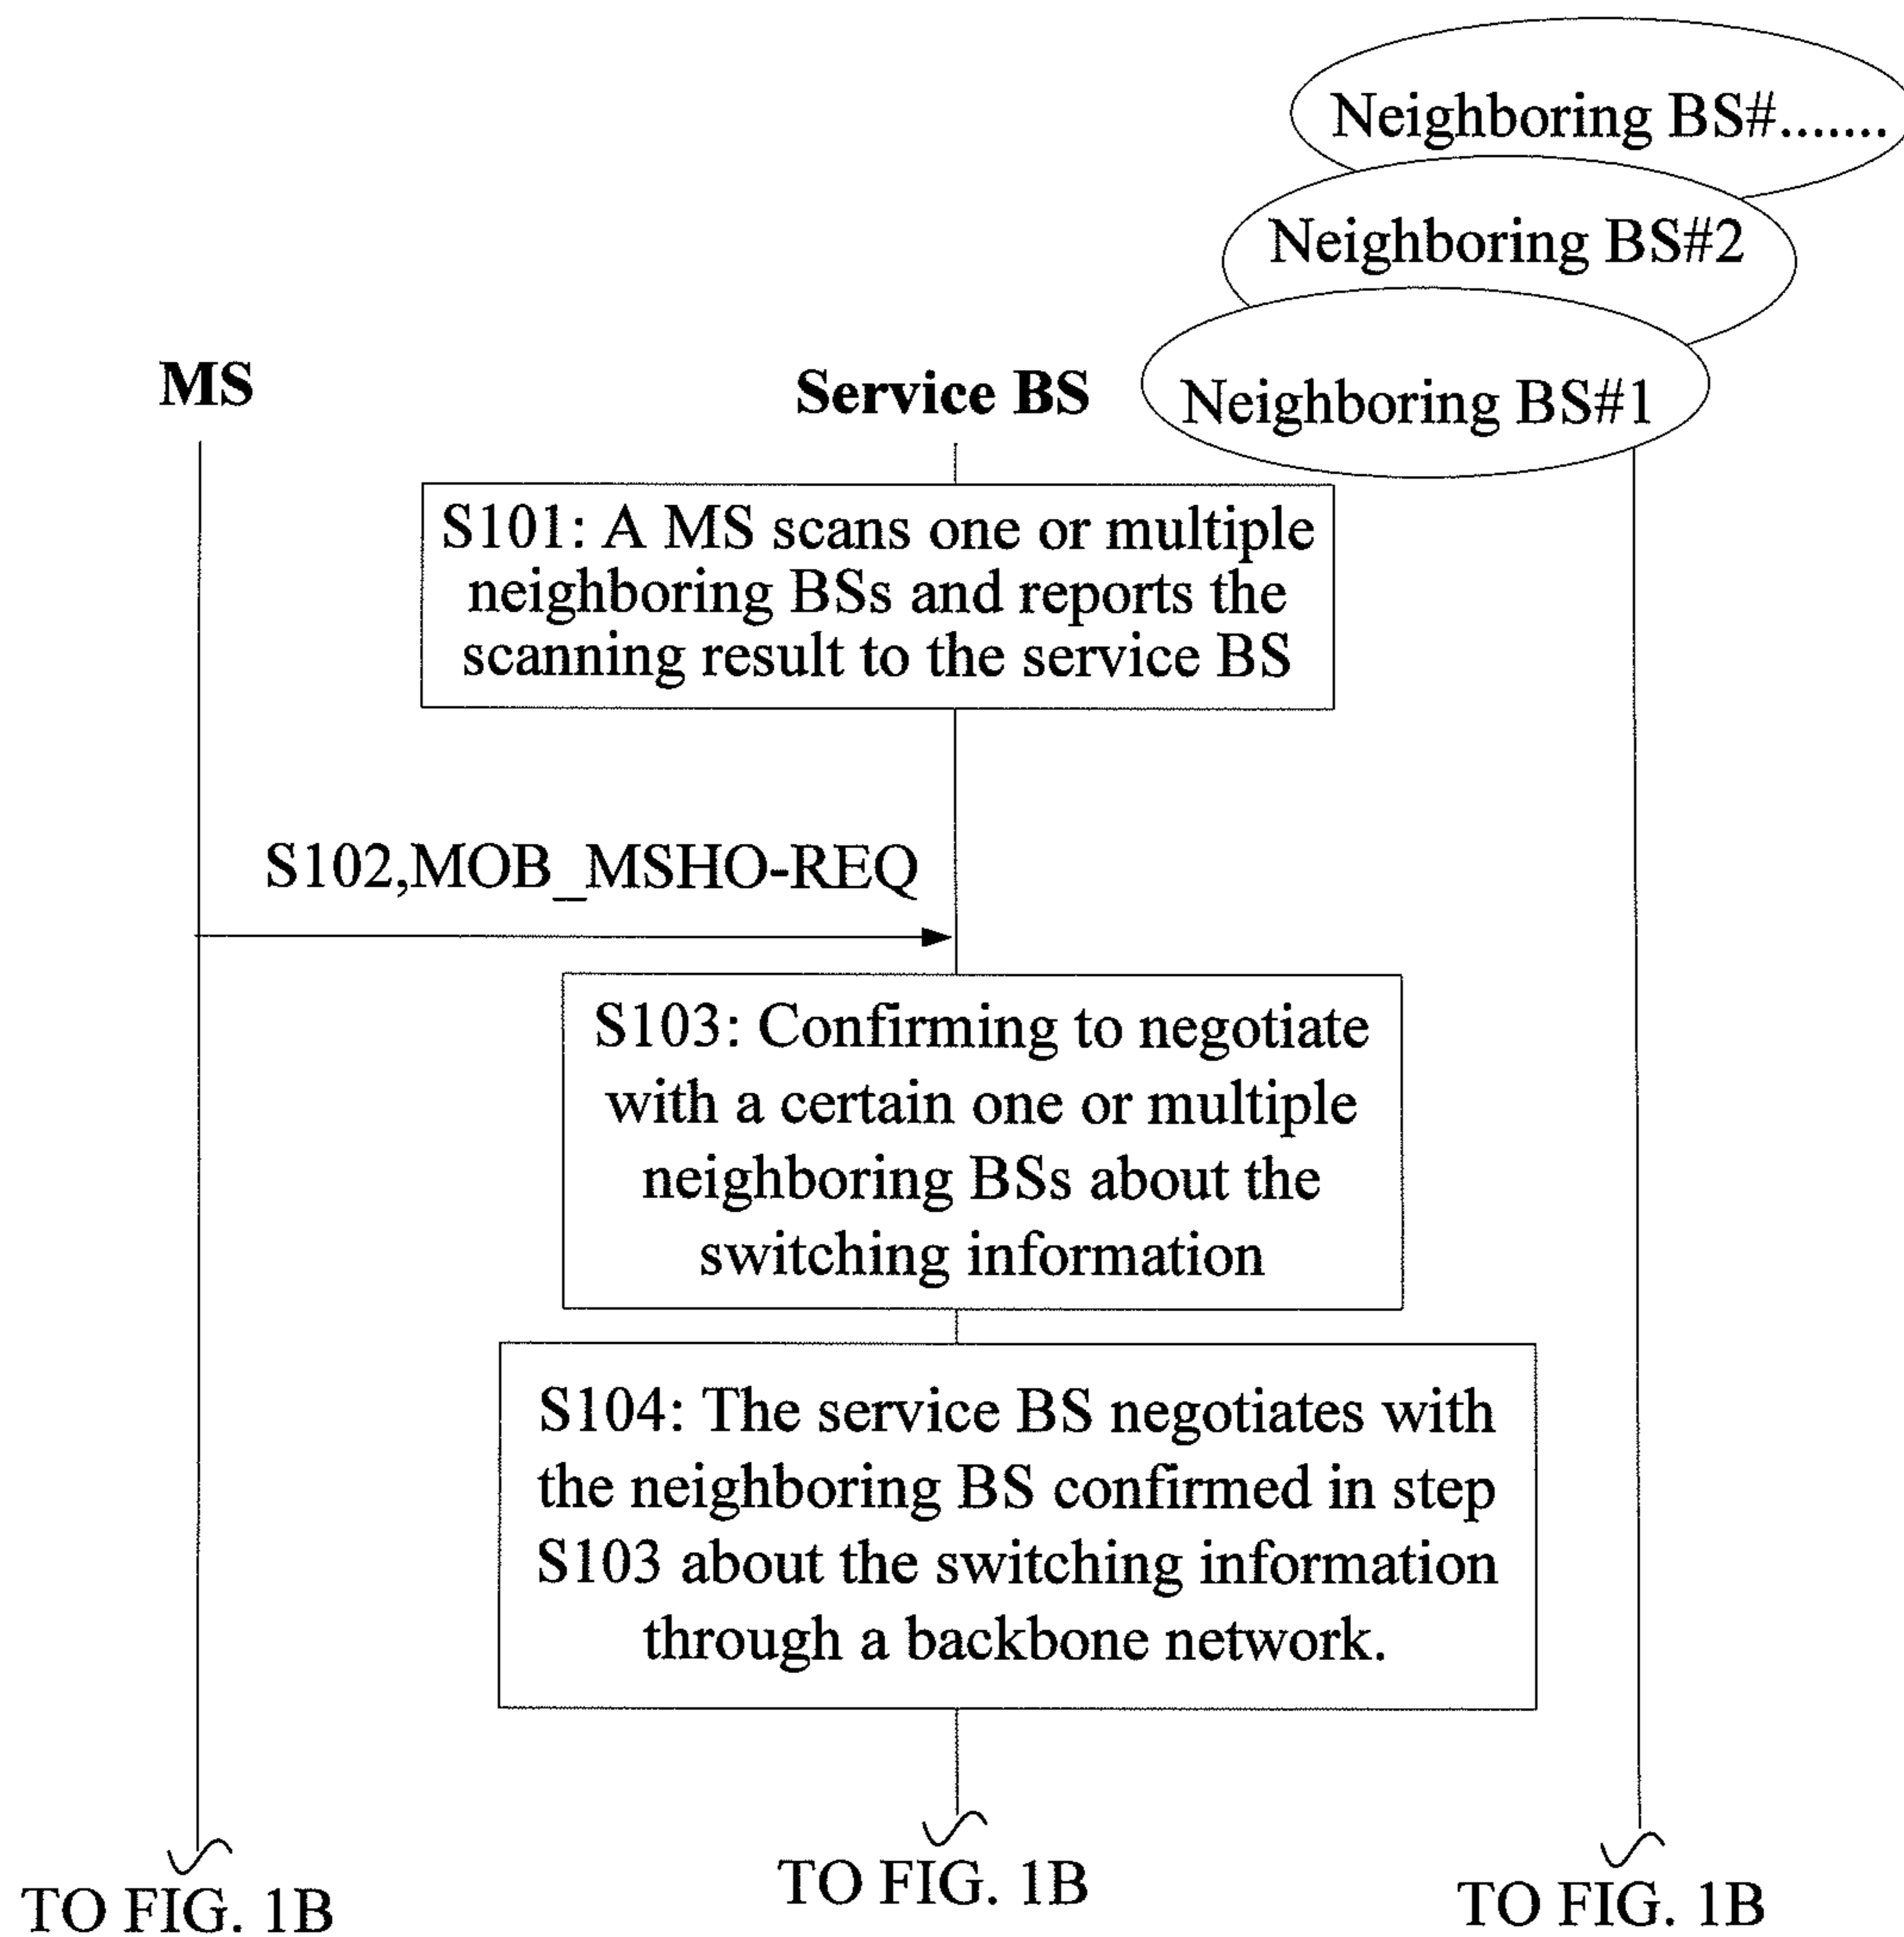 Neighboring BS#.......
Neighboring BS#2
Neighboring BS#1
MS
Service BS
S101: A MS scans one or multiple
neighboring BSs and reports the
scanning result to the service BS
S102,MOB_MSHO-REQ
S103: Confirming to negotiate
with a certain one or multiple
neighboring BSs about the
switching information
S104: The service BS negotiates with
the neighboring BS confirmed in step
S103 about the switching information
through a backbone network.
TO FIG. 1B
TO FIG. 1B
TO FIG. 1B